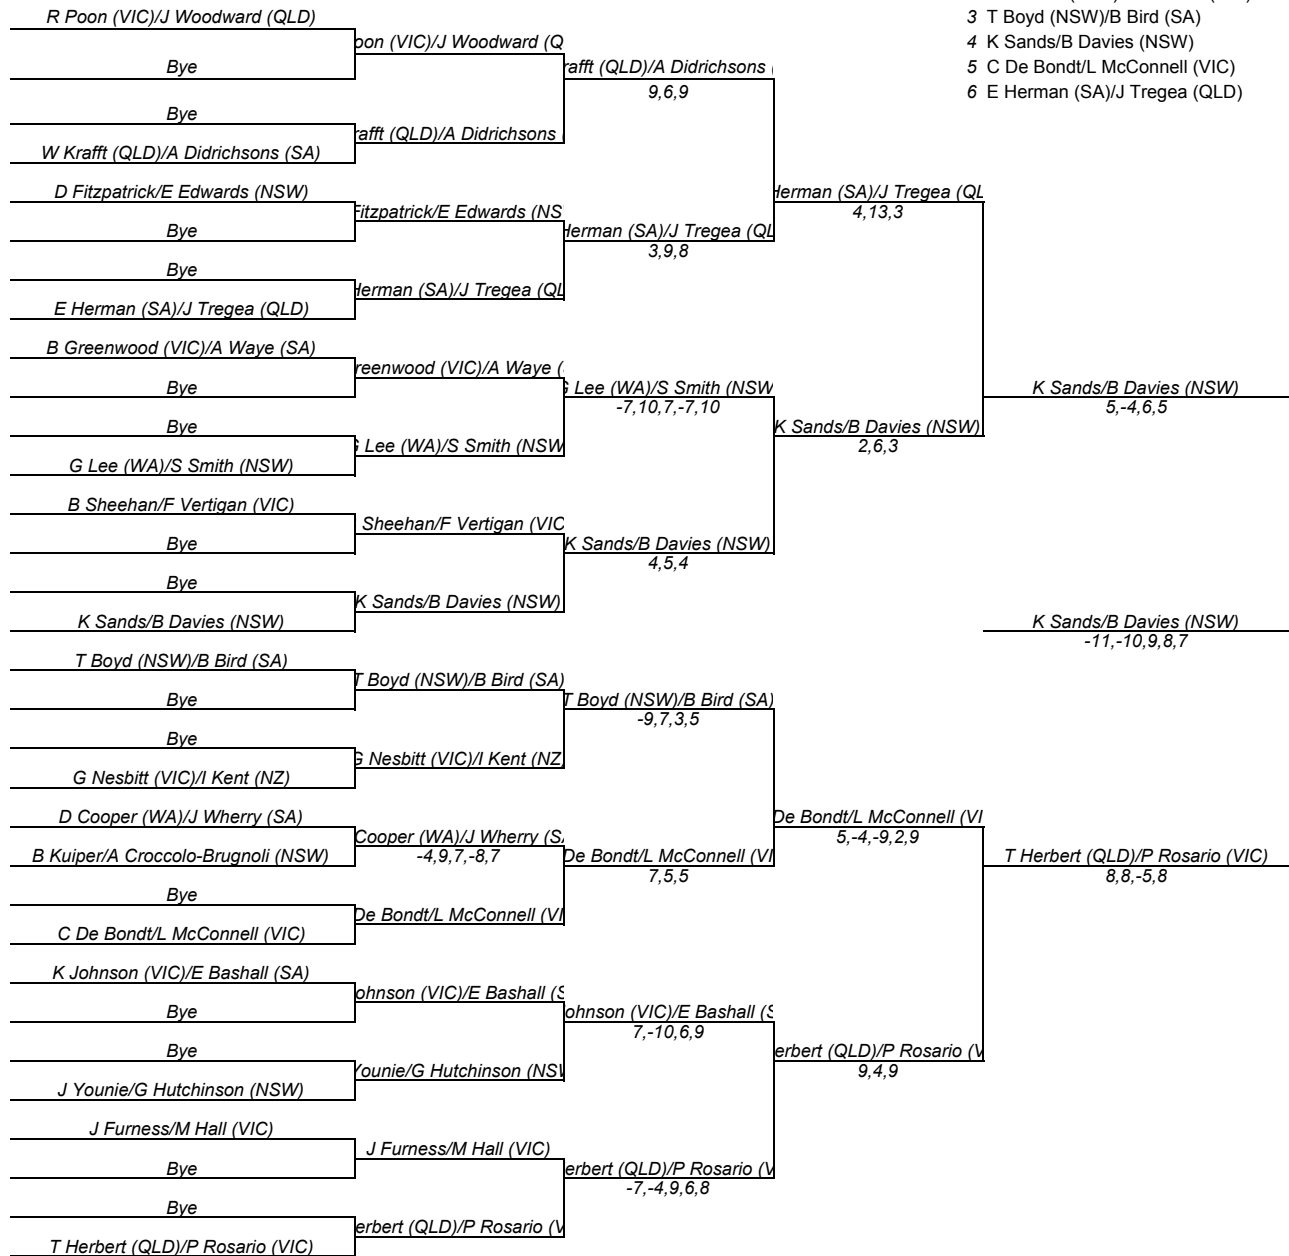 R Poon (VIC)/J Woodward (QLD)
Bye
Bye
W Krafft (QLD)/A Didrichsons (SA)
D Fitzpatrick/E Edwards (NSW)
Bye
Bye
E Herman (SA)/J Tregea (QLD)
B Greenwood (VIC)/A Waye (SA)
Bye
Bye
G Lee (WA)/S Smith (NSW)
B Sheehan/F Vertigan (VIC)
Bye
Bye
K Sands/B Davies (NSW)
T Boyd (NSW)/B Bird (SA)
Bye
Bye
G Nesbitt (VIC)/I Kent (NZ)
D Cooper (WA)/J Wherry (SA)
B Kuiper/A Croccolo-Brugnoli (NSW)
Bye
C De Bondt/L McConnell (VIC)
K Johnson (VIC)/E Bashall (SA)
Bye
Bye
J Younie/G Hutchinson (NSW)
J Furness/M Hall (VIC)
Bye
Bye
T Herbert (QLD)/P Rosario (VIC)
oon (VIC)/J Woodward (Q
rafft (QLD)/A Didrichsons (
Fitzpatrick/E Edwards (NS
Herman (SA)/J Tregea (QL
reenwood (VIC)/A Waye (
G Lee (WA)/S Smith (NSW
Sheehan/F Vertigan (VIC
K Sands/B Davies (NSW)
T Boyd (NSW)/B Bird (SA)
G Nesbitt (VIC)/I Kent (NZ)
Cooper (WA)/J Wherry (SA
-4,9,7,-8,7
De Bondt/L McConnell (VI
ohnson (VIC)/E Bashall (S
Younie/G Hutchinson (NSW
J Furness/M Hall (VIC)
erbert (QLD)/P Rosario (V
rafft (QLD)/A Didrichsons (
9,6,9
Herman (SA)/J Tregea (QL
3,9,8
G Lee (WA)/S Smith (NSW
-7,10,7,-7,10
K Sands/B Davies (NSW)
4,5,4
T Boyd (NSW)/B Bird (SA)
-9,7,3,5
De Bondt/L McConnell (VI
7,5,5
ohnson (VIC)/E Bashall (S
7,-10,6,9
erbert (QLD)/P Rosario (V
-7,-4,9,6,8
Herman (SA)/J Tregea (QL
4,13,3
K Sands/B Davies (NSW)
2,6,3
De Bondt/L McConnell (VI
5,-4,-9,2,9
erbert (QLD)/P Rosario (V
9,4,9
3 T Boyd (NSW)/B Bird (SA)
4 K Sands/B Davies (NSW)
5 C De Bondt/L McConnell (VIC)
6 E Herman (SA)/J Tregea (QLD)
K Sands/B Davies (NSW)
5,-4,6,5
K Sands/B Davies (NSW)
-11,-10,9,8,7
T Herbert (QLD)/P Rosario (VIC)
8,8,-5,8